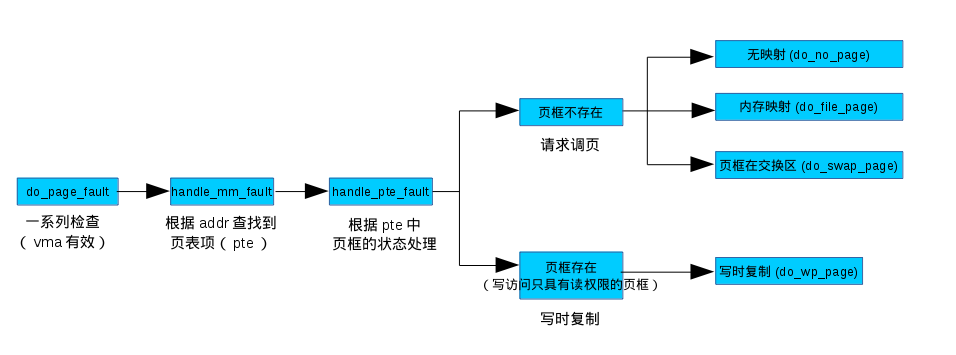 do_page_fault
一系列检查
（ vma 有效）
handle_mm_fault
根据 addr 查找到
页表项（ pte ）
handle_pte_fault
根据 pte 中
页框的状态处理
页框不存在
请求调页
无映射 (do_no_page)
内存映射 (do_file_page)
页框在交换区 (do_swap_page)
页框存在
（写访问只具有读权限的页框）
写时复制
写时复制 (do_wp_page)